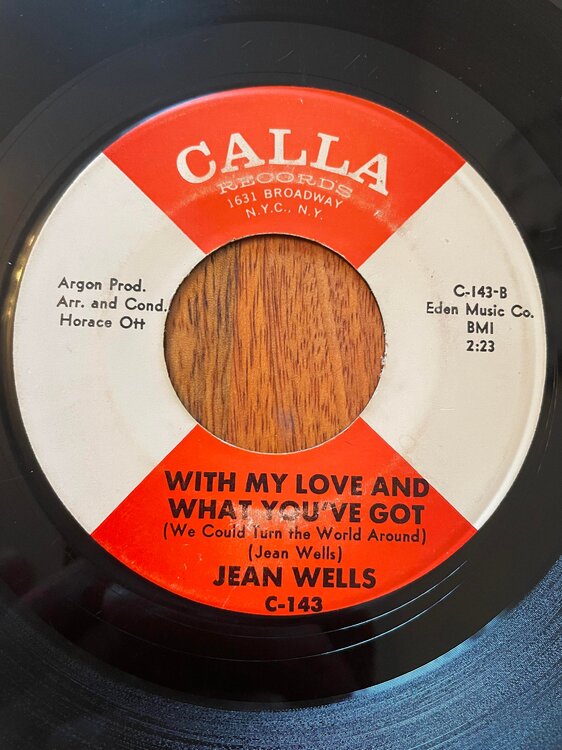 CALLA
RECORDS
1631 BROADWAY
N.Y.C., N.Y.
Argon Prod.
Arr. and Cond.
Horace Ott
C-143-B
Eden Music Co.
BMI
2:23
WITH MY LOVE AND
WHAT YOU'VE GOT
(We Could Turn the World Around)
(Jean Wells)
JEAN WELLS
C-143